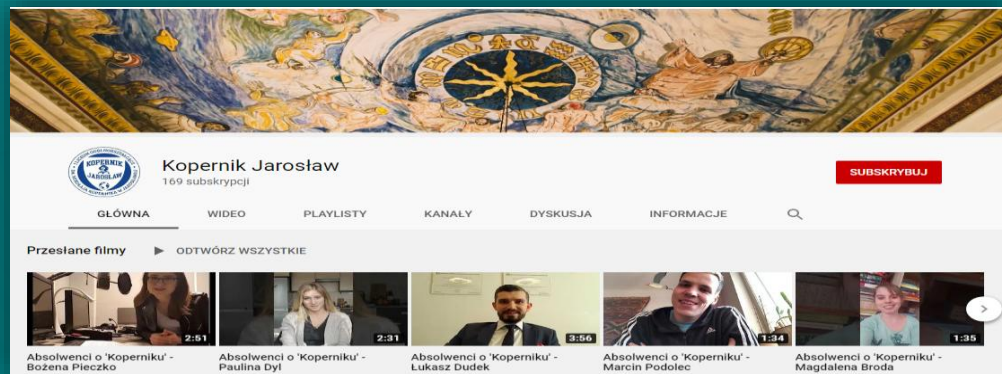 KOPERNIK
JAROSŁAW
Kopernik Jarosław
169 subskrypcji
SUBSKRYBUJ
GŁÓWNA WIDEO PLAYLISTY KANAŁY DYSKUSJA INFORMACJE
Przesłane filmy ODTWÓRZ WSZYSTKIE
2:51 2:31 3:56 1:34 1:35
Absolwenci o 'Koperniku' - Bożena Pieczko
Absolwenci o 'Koperniku' - Paulina Dyl
Absolwenci o 'Koperniku' - Łukasz Dudek
Absolwenci o 'Koperniku' - Marcin Podolec
Absolwenci o 'Koperniku' - Magdalena Broda